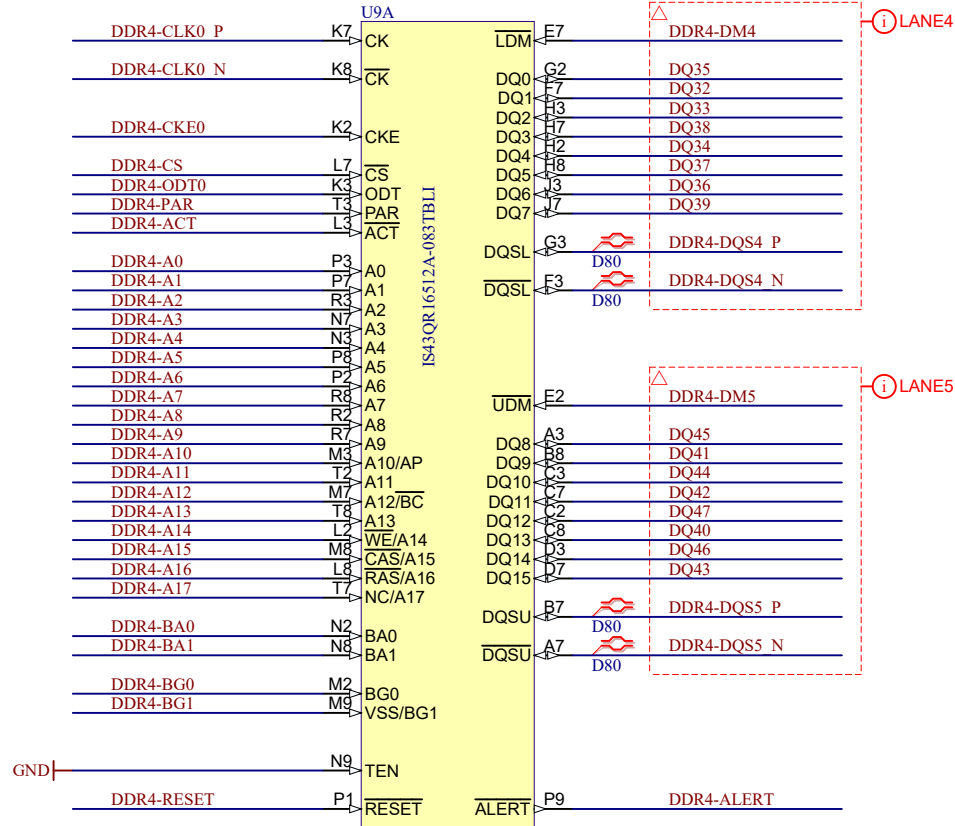 U9A
DDR4-CLK0_P K7 CK LDM E7 DDR4-DM4 LANE4
DDR4-CLK0_N K8 CK DQ0 G2 DQ35
DQ1 F7 DQ32
DQ2 H3 DQ33
DDR4-CKE0 K2 CKE DQ3 H7 DQ38
DQ4 H2 DQ34
DDR4-CS L7 CS DQ5 H8 DQ37
DDR4-ODT0 K3 ODT DQ6 J3 DQ36
DDR4-PAR T3 PAR DQ7 J7 DQ39
DDR4-ACT L3 ACT
DQSL G3 D80 DDR4-DQS4_P
DDR4-A0 P3 A0
DDR4-A1 P7 A1 DQSL F3 D80 DDR4-DQS4_N
DDR4-A2 R3 A2
DDR4-A3 N7 A3
DDR4-A4 N3 A4
DDR4-A5 P8 A5
DDR4-A6 P2 A6
DDR4-A7 R8 A7 UDM E2 DDR4-DM5 LANE5
DDR4-A8 R2 A8
DDR4-A9 R7 A9 DQ8 A3 DQ45
DDR4-A10 M3 A10/AP DQ9 B8 DQ41
DDR4-A11 T2 A11 DQ10 C3 DQ44
DDR4-A12 M7 A12/BC DQ11 C7 DQ42
DDR4-A13 T8 A13 DQ12 C2 DQ47
DDR4-A14 L2 WE/A14 DQ13 C8 DQ40
DDR4-A15 M8 CAS/A15 DQ14 D3 DQ46
DDR4-A16 L8 RAS/A16 DQ15 D7 DQ43
DDR4-A17 T7 NC/A17
DQSU B7 D80 DDR4-DQS5_P
DDR4-BA0 N2 BA0
DDR4-BA1 N8 BA1 DQSU A7 D80 DDR4-DQS5_N
DDR4-BG0 M2 BG0
DDR4-BG1 M9 VSS/BG1
GND N9 TEN
DDR4-RESET P1 RESET ALERT P9 DDR4-ALERT
IS43QR16512A-083TBLI